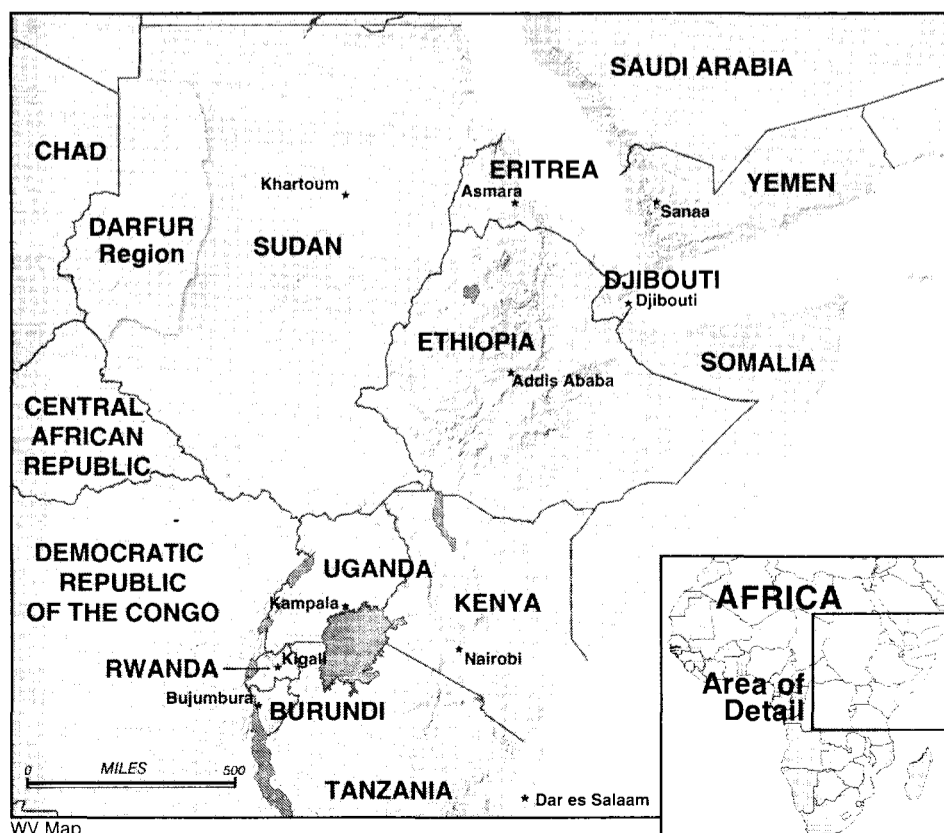 SAUDI ARABIA
CHAD
ERITREA
Khartoum
Asmara
YEMEN
Sanaa
DARFUR
Region
SUDAN
DJIBOUTI
Djibouti
ETHIOPIA
SOMALIA
Addis Ababa
CENTRAL
AFRICAN
REPUBLIC
DEMOCRATIC
REPUBLIC
OF THE CONGO
UGANDA
Kampala
KENYA
AFRICA
RWANDA
Kigali
Nairobi
Area of
Detail
Bujumbura
BURUNDI
0 MILES 500
TANZANIA
Dar es Salaam
WV Map